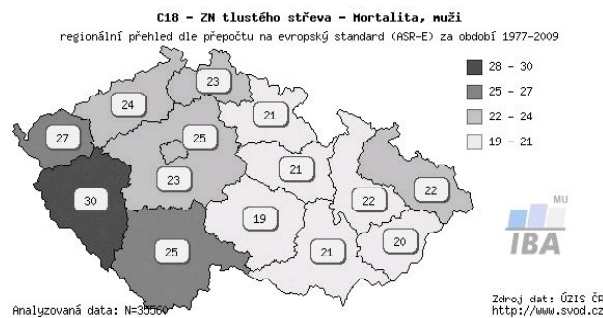 C18 - ZN tlustého střeva - Mortalita, muži
regionální přehled dle přepočtu na evropský standard (ASR-E) za období 1977-2009
28 - 30
25 - 27
22 - 24
19 - 21
23
24
21
27
25
21
23
22
30
22
19
20
25
21
MU
IBA
Analyzovaná data: N=35560
Zdroj dat: ÚZIS ČR
http://www.svod.cz